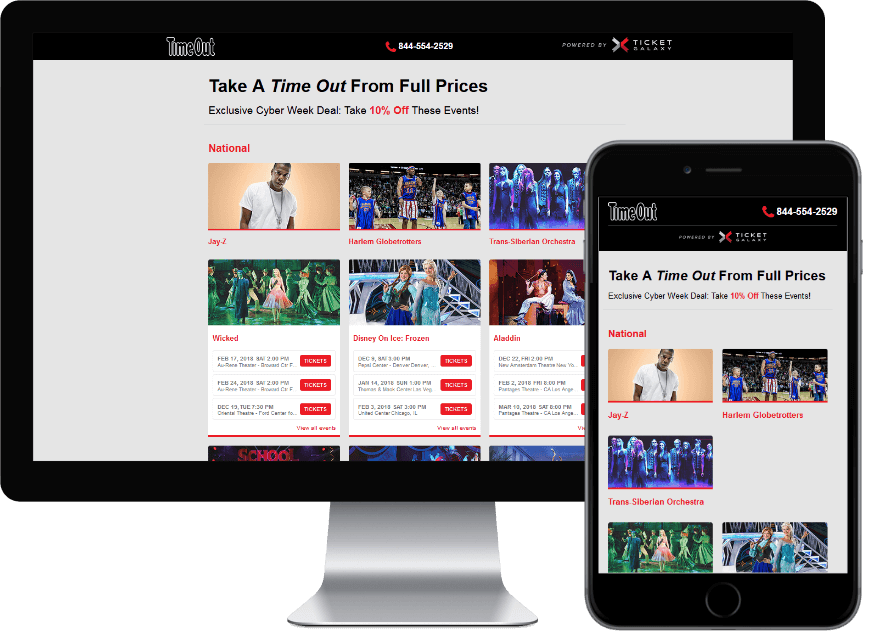 TimeOut
844-554-2529
POWERED BY TICKET GALAXY
Take A Time Out From Full Prices
Exclusive Cyber Week Deal: Take 10% Off These Events!
National
Jay-Z
Harlem Globetrotters
Trans-Siberian Orchestra
Wicked
FEB 17, 2018 SAT 2:00 PM
Au-Rene Theater - Broward Ctr F...
TICKETS
FEB 24, 2018 SAT 2:00 PM
Au-Rene Theater - Broward Ctr F...
TICKETS
DEC 19, TUE 7:30 PM
Oriental Theatre - Ford Center fo...
TICKETS
View all events
Disney On Ice: Frozen
DEC 9, SAT 3:00 PM
Pepsi Center - Denver Denver, ...
TICKETS
JAN 14, 2018 SUN 1:00 PM
Thomas & Mack Center Las Veg...
TICKETS
FEB 3, 2018 SAT 3:00 PM
United Center Chicago, IL
TICKETS
View all events
Aladdin
DEC 22, FRI 2:00 PM
New Amsterdam Theatre New Yo...
FEB 2, 2018 FRI 8:00 PM
Pantages Theatre - CA Los Ange...
MAR 10, 2018 SAT 8:00 PM
Pantages Theatre - CA Los Ange...
SCHOOL
TimeOut
844-554-2529
POWERED BY TICKET GALAXY
Take A Time Out From Full Prices
Exclusive Cyber Week Deal: Take 10% Off These Events!
National
Jay-Z
Harlem Globetrotters
Trans-Siberian Orchestra